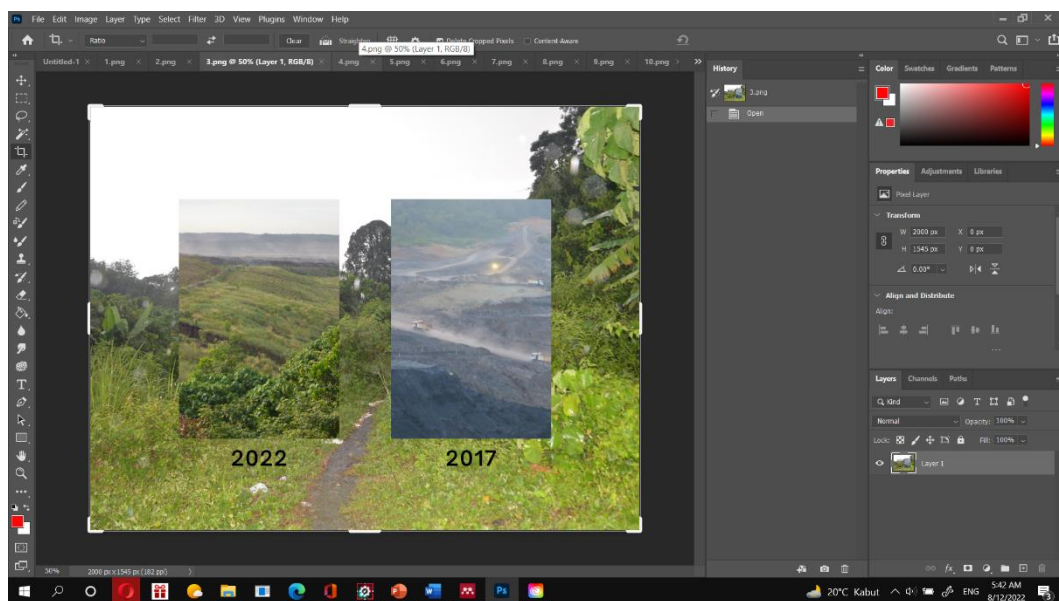 File Edit Image Layer Type Select Filter 3D View Plugins Window Help
Ratio Clear Straighten Delete Cropped Pixels Content-Aware
4.png @ 50% (Layer 1, RGB/8)
Untitled-1 × 1.png × 2.png × 3.png @ 50% (Layer 1, RGB/8) × 4.png × 5.png × 6.png × 7.png × 8.png × 9.png × 10.png
History
3.png
Open
Color Swatches Gradients Patterns
Properties Adjustments Libraries
Pixel Layer
Transform
W 2000 px X 0 px
H 1545 px Y 0 px
0.00°
Align and Distribute
Align:
...
Layers Channels Paths
Kind
Normal Opacity: 100%
Lock: Fill: 100%
Layer 1
2022
2017
50% 2000 px x 1545 px (182 ppi)
20°C Kabut ENG 5:42 AM
8/12/2022